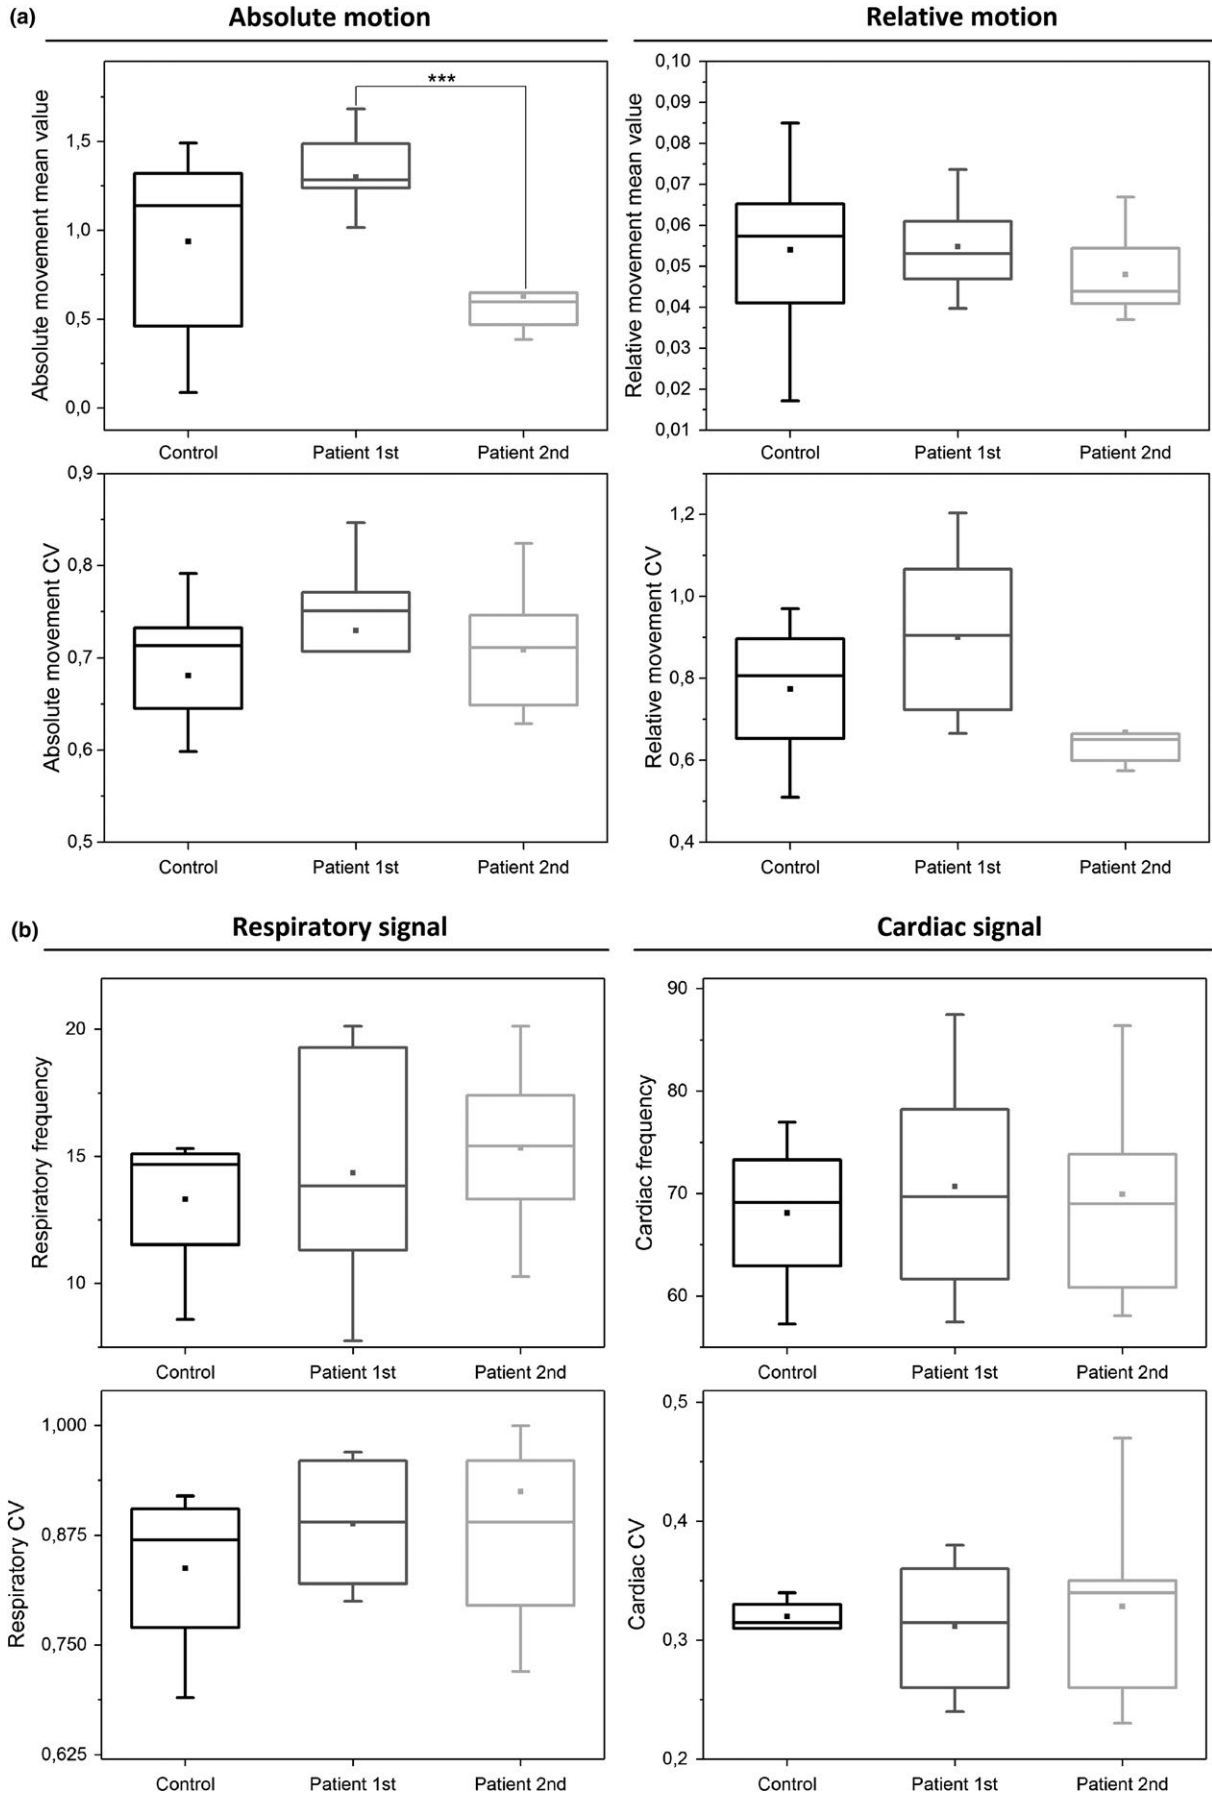 (a)
Absolute motion
Relative motion
Absolute movement mean value
1,5
1,0
0,5
0,0
***
Control
Patient 1st
Patient 2nd
Relative movement mean value
0,10
0,09
0,08
0,07
0,06
0,05
0,04
0,03
0,02
0,01
Control
Patient 1st
Patient 2nd
Absolute movement CV
0,9
0,8
0,7
0,6
0,5
Control
Patient 1st
Patient 2nd
Relative movement CV
1,2
1,0
0,8
0,6
0,4
Control
Patient 1st
Patient 2nd
(b)
Respiratory signal
Cardiac signal
Respiratory frequency
20
15
10
Control
Patient 1st
Patient 2nd
Cardiac frequency
90
80
70
60
Control
Patient 1st
Patient 2nd
Respiratory CV
1,000
0,875
0,750
0,625
Control
Patient 1st
Patient 2nd
Cardiac CV
0,5
0,4
0,3
0,2
Control
Patient 1st
Patient 2nd